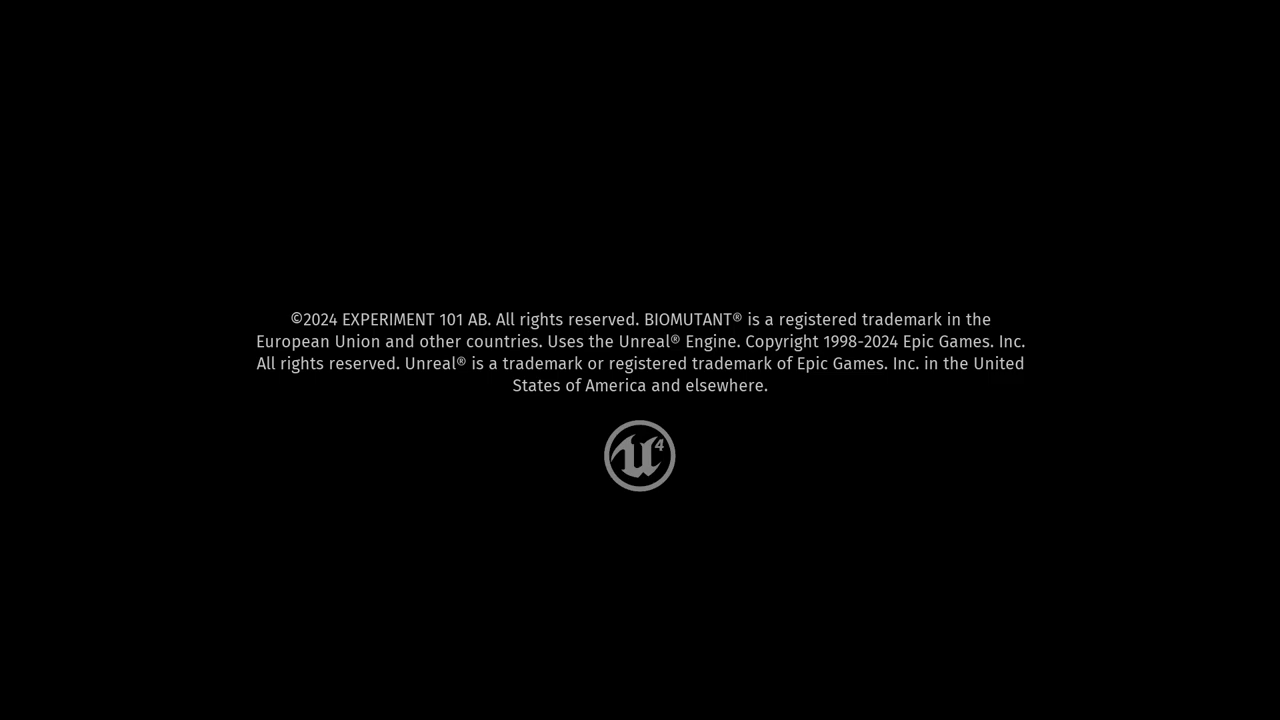 ©2024 EXPERIMENT 101 AB. All rights reserved. BIOMUTANT® is a registered trademark in the
European Union and other countries. Uses the Unreal® Engine. Copyright 1998-2024 Epic Games. Inc.
All rights reserved. Unreal® is a trademark or registered trademark of Epic Games. Inc. in the United
States of America and elsewhere.
U4